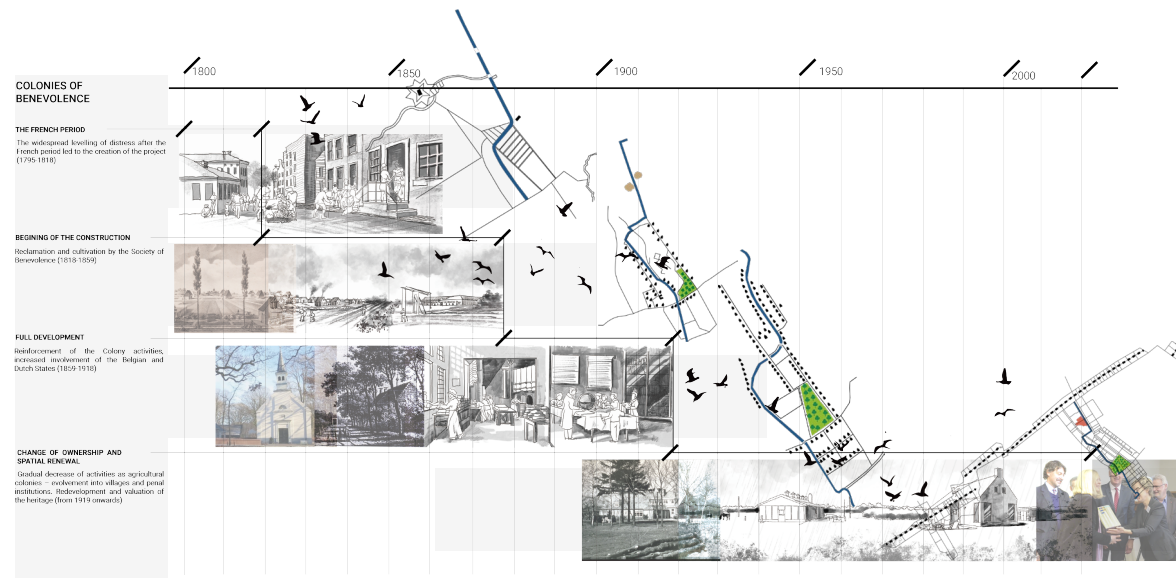 1800
1850
1900
1950
2000
COLONIES OF
BENEVOLENCE
THE FRENCH PERIOD
The widespread levelling of distress after the
French period led to the creation of the project
(1795-1818)
BEGINING OF THE CONSTRUCTION
Reclamation and cultivation by the Society of
Benevolence (1818-1859)
FULL DEVELOPMENT
Reinforcement of the Colony activities,
increased involvement of the Belgian and
Dutch States (1859-1918)
CHANGE OF OWNERSHIP AND
SPATIAL RENEWAL
Gradual decrease of activities as agricultural
colonies – evolvement into villages and penal
institutions. Redevelopment and valuation of
the heritage (from 1919 onwards)